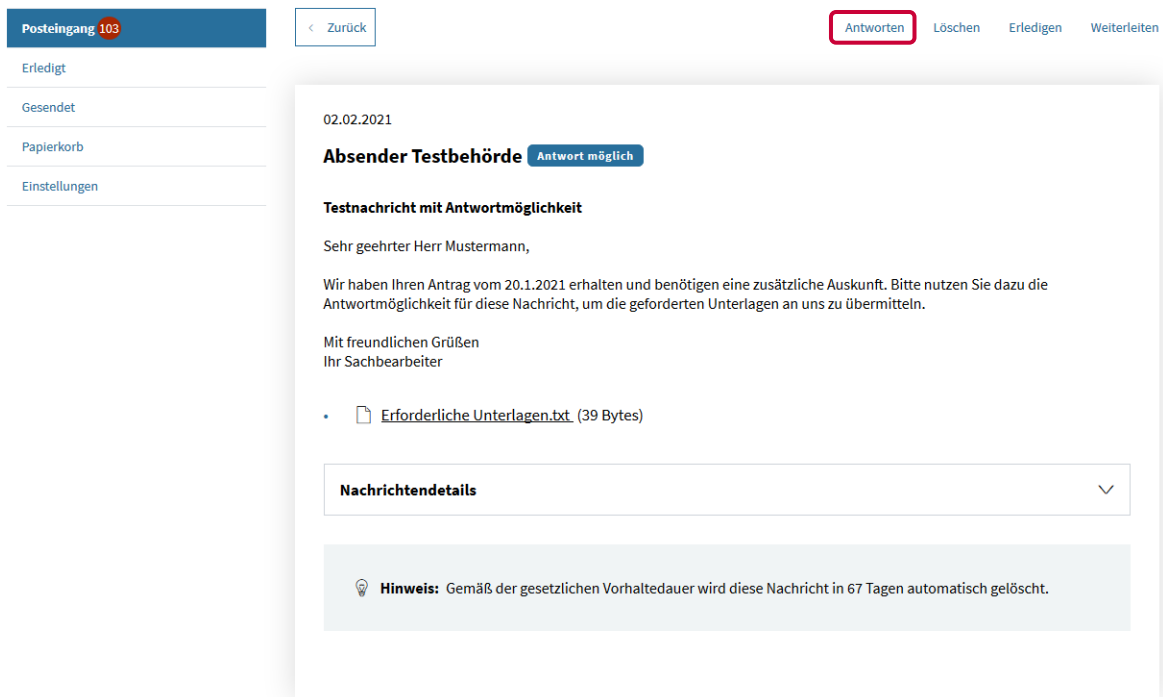 Posteingang 103
Erledigt
Gesendet
Papierkorb
Einstellungen
Zurück
Antworten Löschen Erledigen Weiterleiten
02.02.2021
Absender Testbehörde Antwort möglich
Testnachricht mit Antwortmöglichkeit
Sehr geehrter Herr Mustermann,
Wir haben Ihren Antrag vom 20.1.2021 erhalten und benötigen eine zusätzliche Auskunft. Bitte nutzen Sie dazu die
Antwortmöglichkeit für diese Nachricht, um die geforderten Unterlagen an uns zu übermitteln.
Mit freundlichen Grüßen
Ihr Sachbearbeiter
• Erforderliche Unterlagen.txt (39 Bytes)
Nachrichtendetails
Hinweis: Gemäß der gesetzlichen Vorhaltedauer wird diese Nachricht in 67 Tagen automatisch gelöscht.